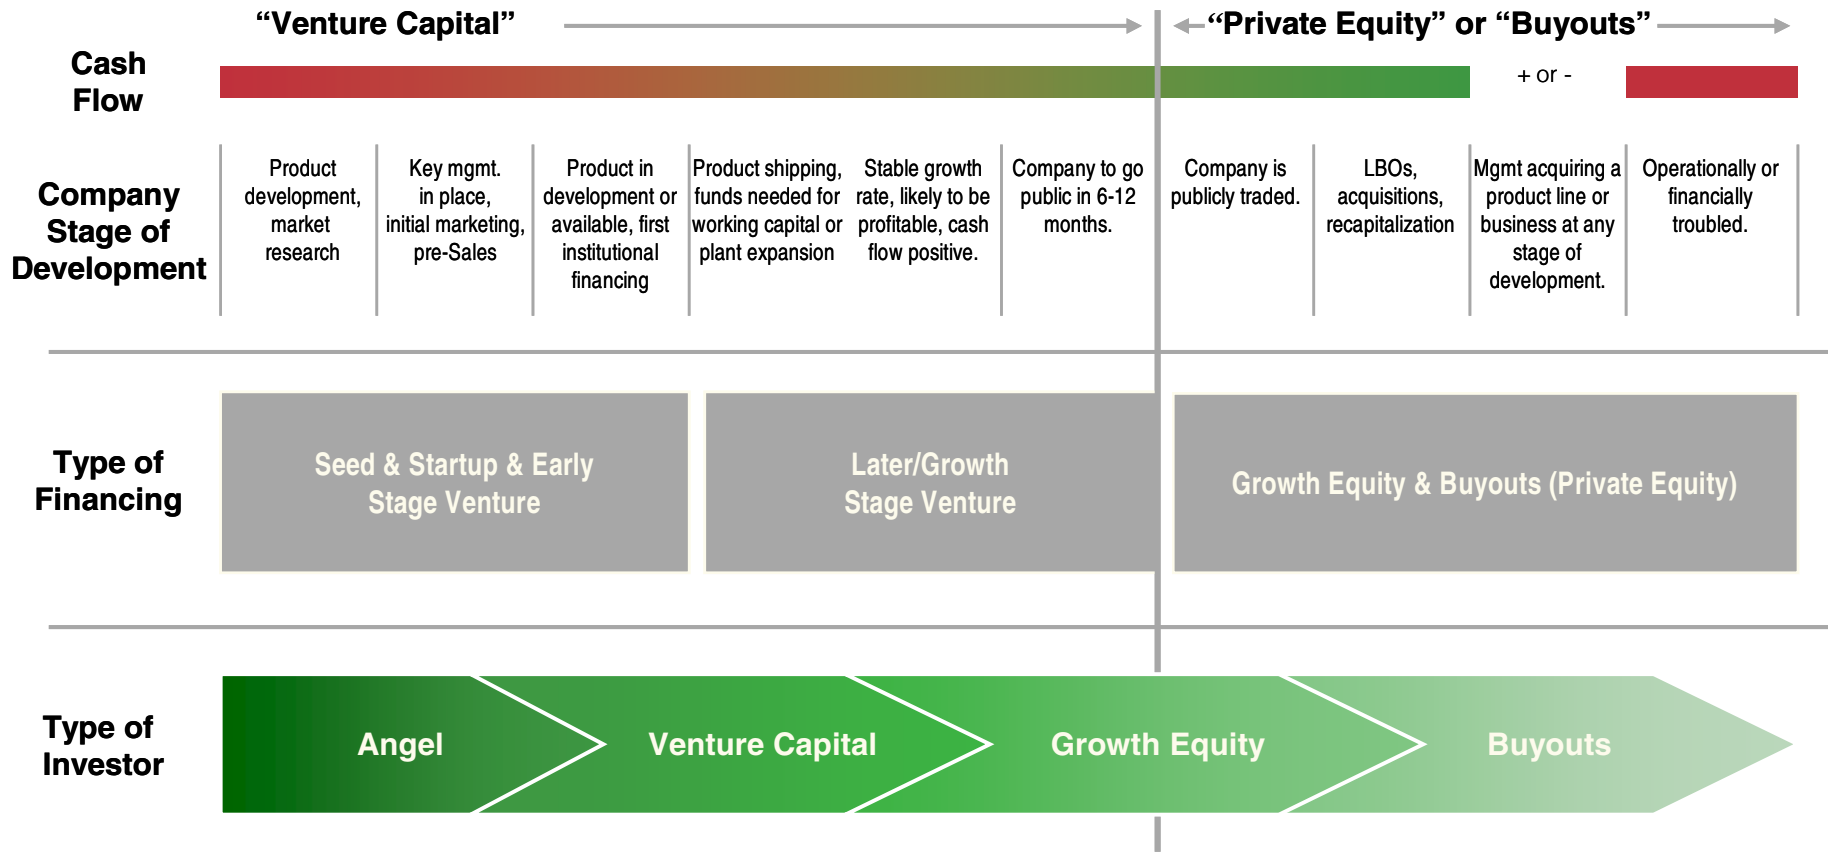 “Venture Capital”
“Private Equity” or “Buyouts”
Cash
Flow
+ or -
Company
Stage of
Development
Product
development,
market
research
Key mgmt.
in place,
initial marketing,
pre-Sales
Product in
development or
available, first
institutional
financing
Product shipping,
funds needed for
working capital or
plant expansion
Stable growth
rate, likely to be
profitable, cash
flow positive.
Company to go
public in 6-12
months.
Company is
publicly traded.
LBOs,
acquisitions,
recapitalization
Mgmt acquiring a
product line or
business at any
stage of
development.
Operationally or
financially
troubled.
Type of
Financing
Seed & Startup & Early
Stage Venture
Later/Growth
Stage Venture
Growth Equity & Buyouts (Private Equity)
Type of
Investor
Angel
Venture Capital
Growth Equity
Buyouts